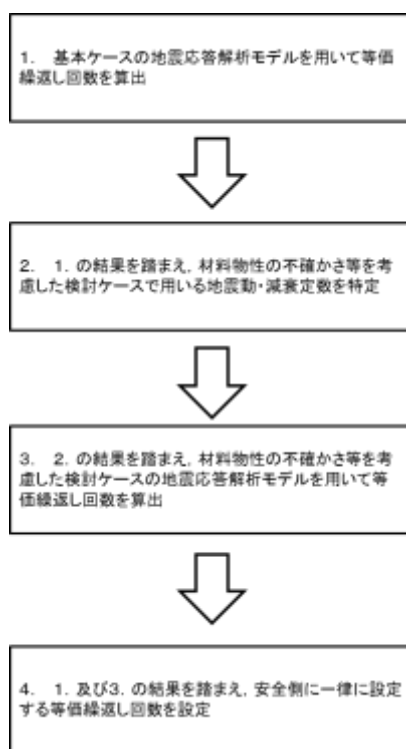 1. 基本ケースの地震応答解析モデルを用いて等価
繰返し回数を算出
2. 1. の結果を踏まえ，材料物性の不確かさ等を考
慮した検討ケースで用いる地震動・減衰定数を特定
3. 2. の結果を踏まえ，材料物性の不確かさ等を考
慮した検討ケースの地震応答解析モデルを用いて等
価繰返し回数を算出
4. 1. 及び3. の結果を踏まえ，安全側に一律に設定
する等価繰返し回数を設定